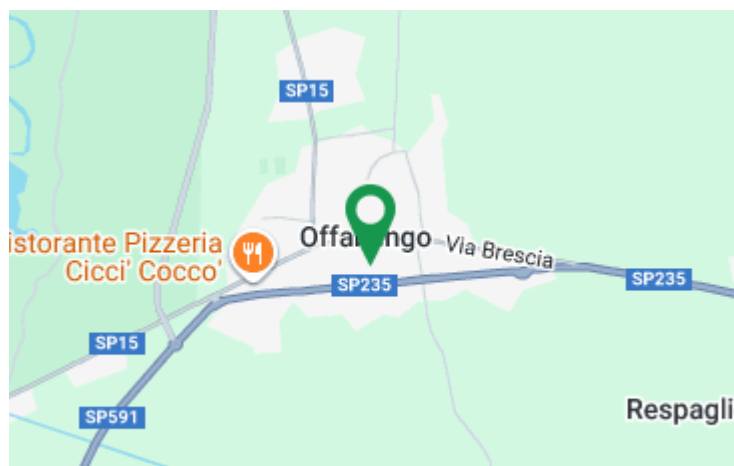 SP15
istorante Pizzeria
Cicci' Cocco'
Via Brescia
SP235
SP235
SP15
SP591
Respagli